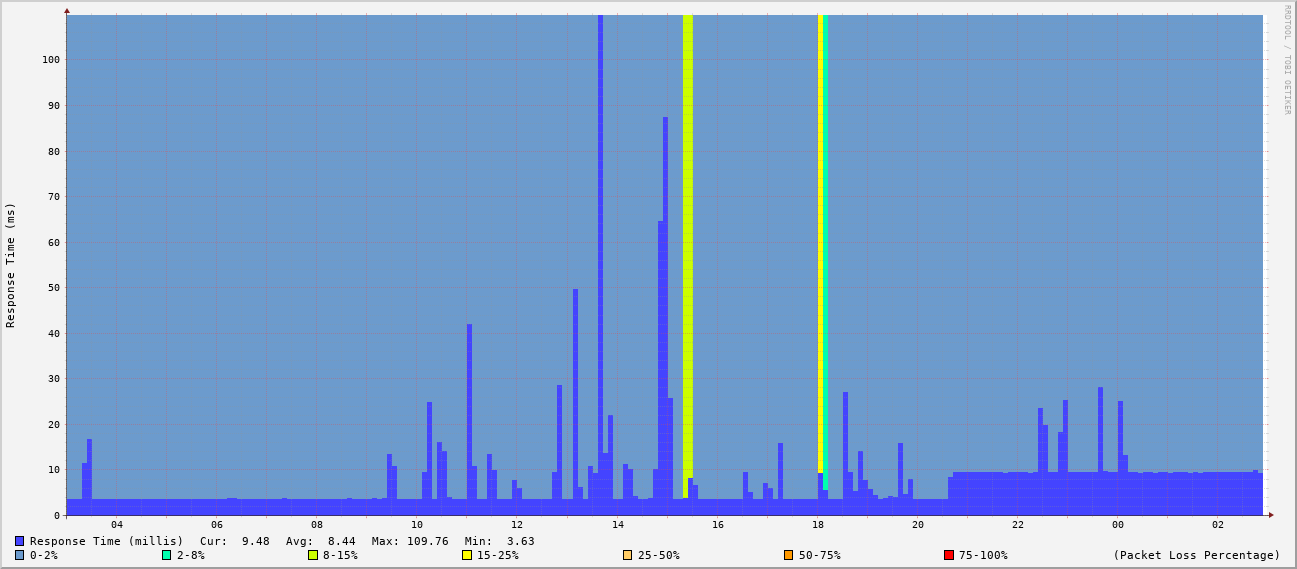 RRDTOOL / TOBI OETIKER
Response Time (ms)
100
90
80
70
60
50
40
30
20
10
0
04 06 08 10 12 14 16 18 20 22 00 02
Response Time (millis) Cur: 9.48 Avg: 8.44 Max: 109.76 Min: 3.63
0-2% 2-8% 8-15% 15-25% 25-50% 50-75% 75-100% (Packet Loss Percentage)